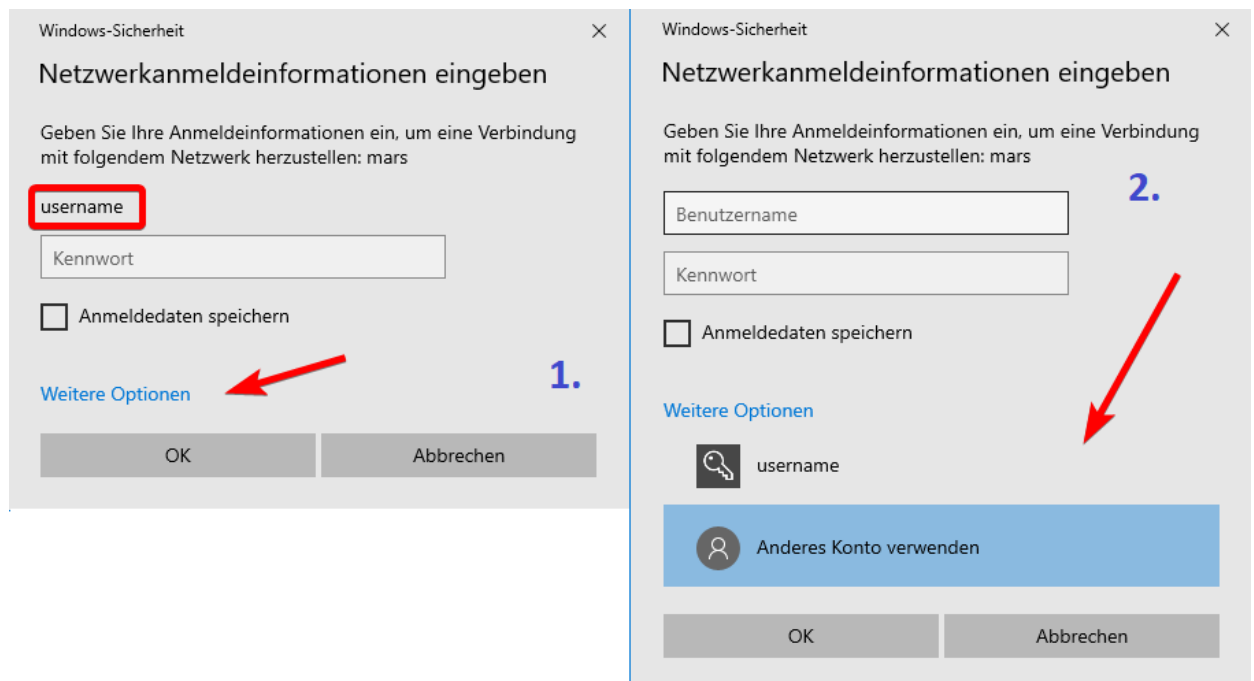 Windows-Sicherheit
Netzwerkanmeldeinformationen eingeben
Geben Sie Ihre Anmeldeinformationen ein, um eine Verbindung
mit folgendem Netzwerk herzustellen: mars
username
Kennwort
Anmeldedaten speichern
1.
Weitere Optionen
OK
Abbrechen
Windows-Sicherheit
Netzwerkanmeldeinformationen eingeben
Geben Sie Ihre Anmeldeinformationen ein, um eine Verbindung
mit folgendem Netzwerk herzustellen: mars
2.
Benutzername
Kennwort
Anmeldedaten speichern
Weitere Optionen
username
Anderes Konto verwenden
OK
Abbrechen